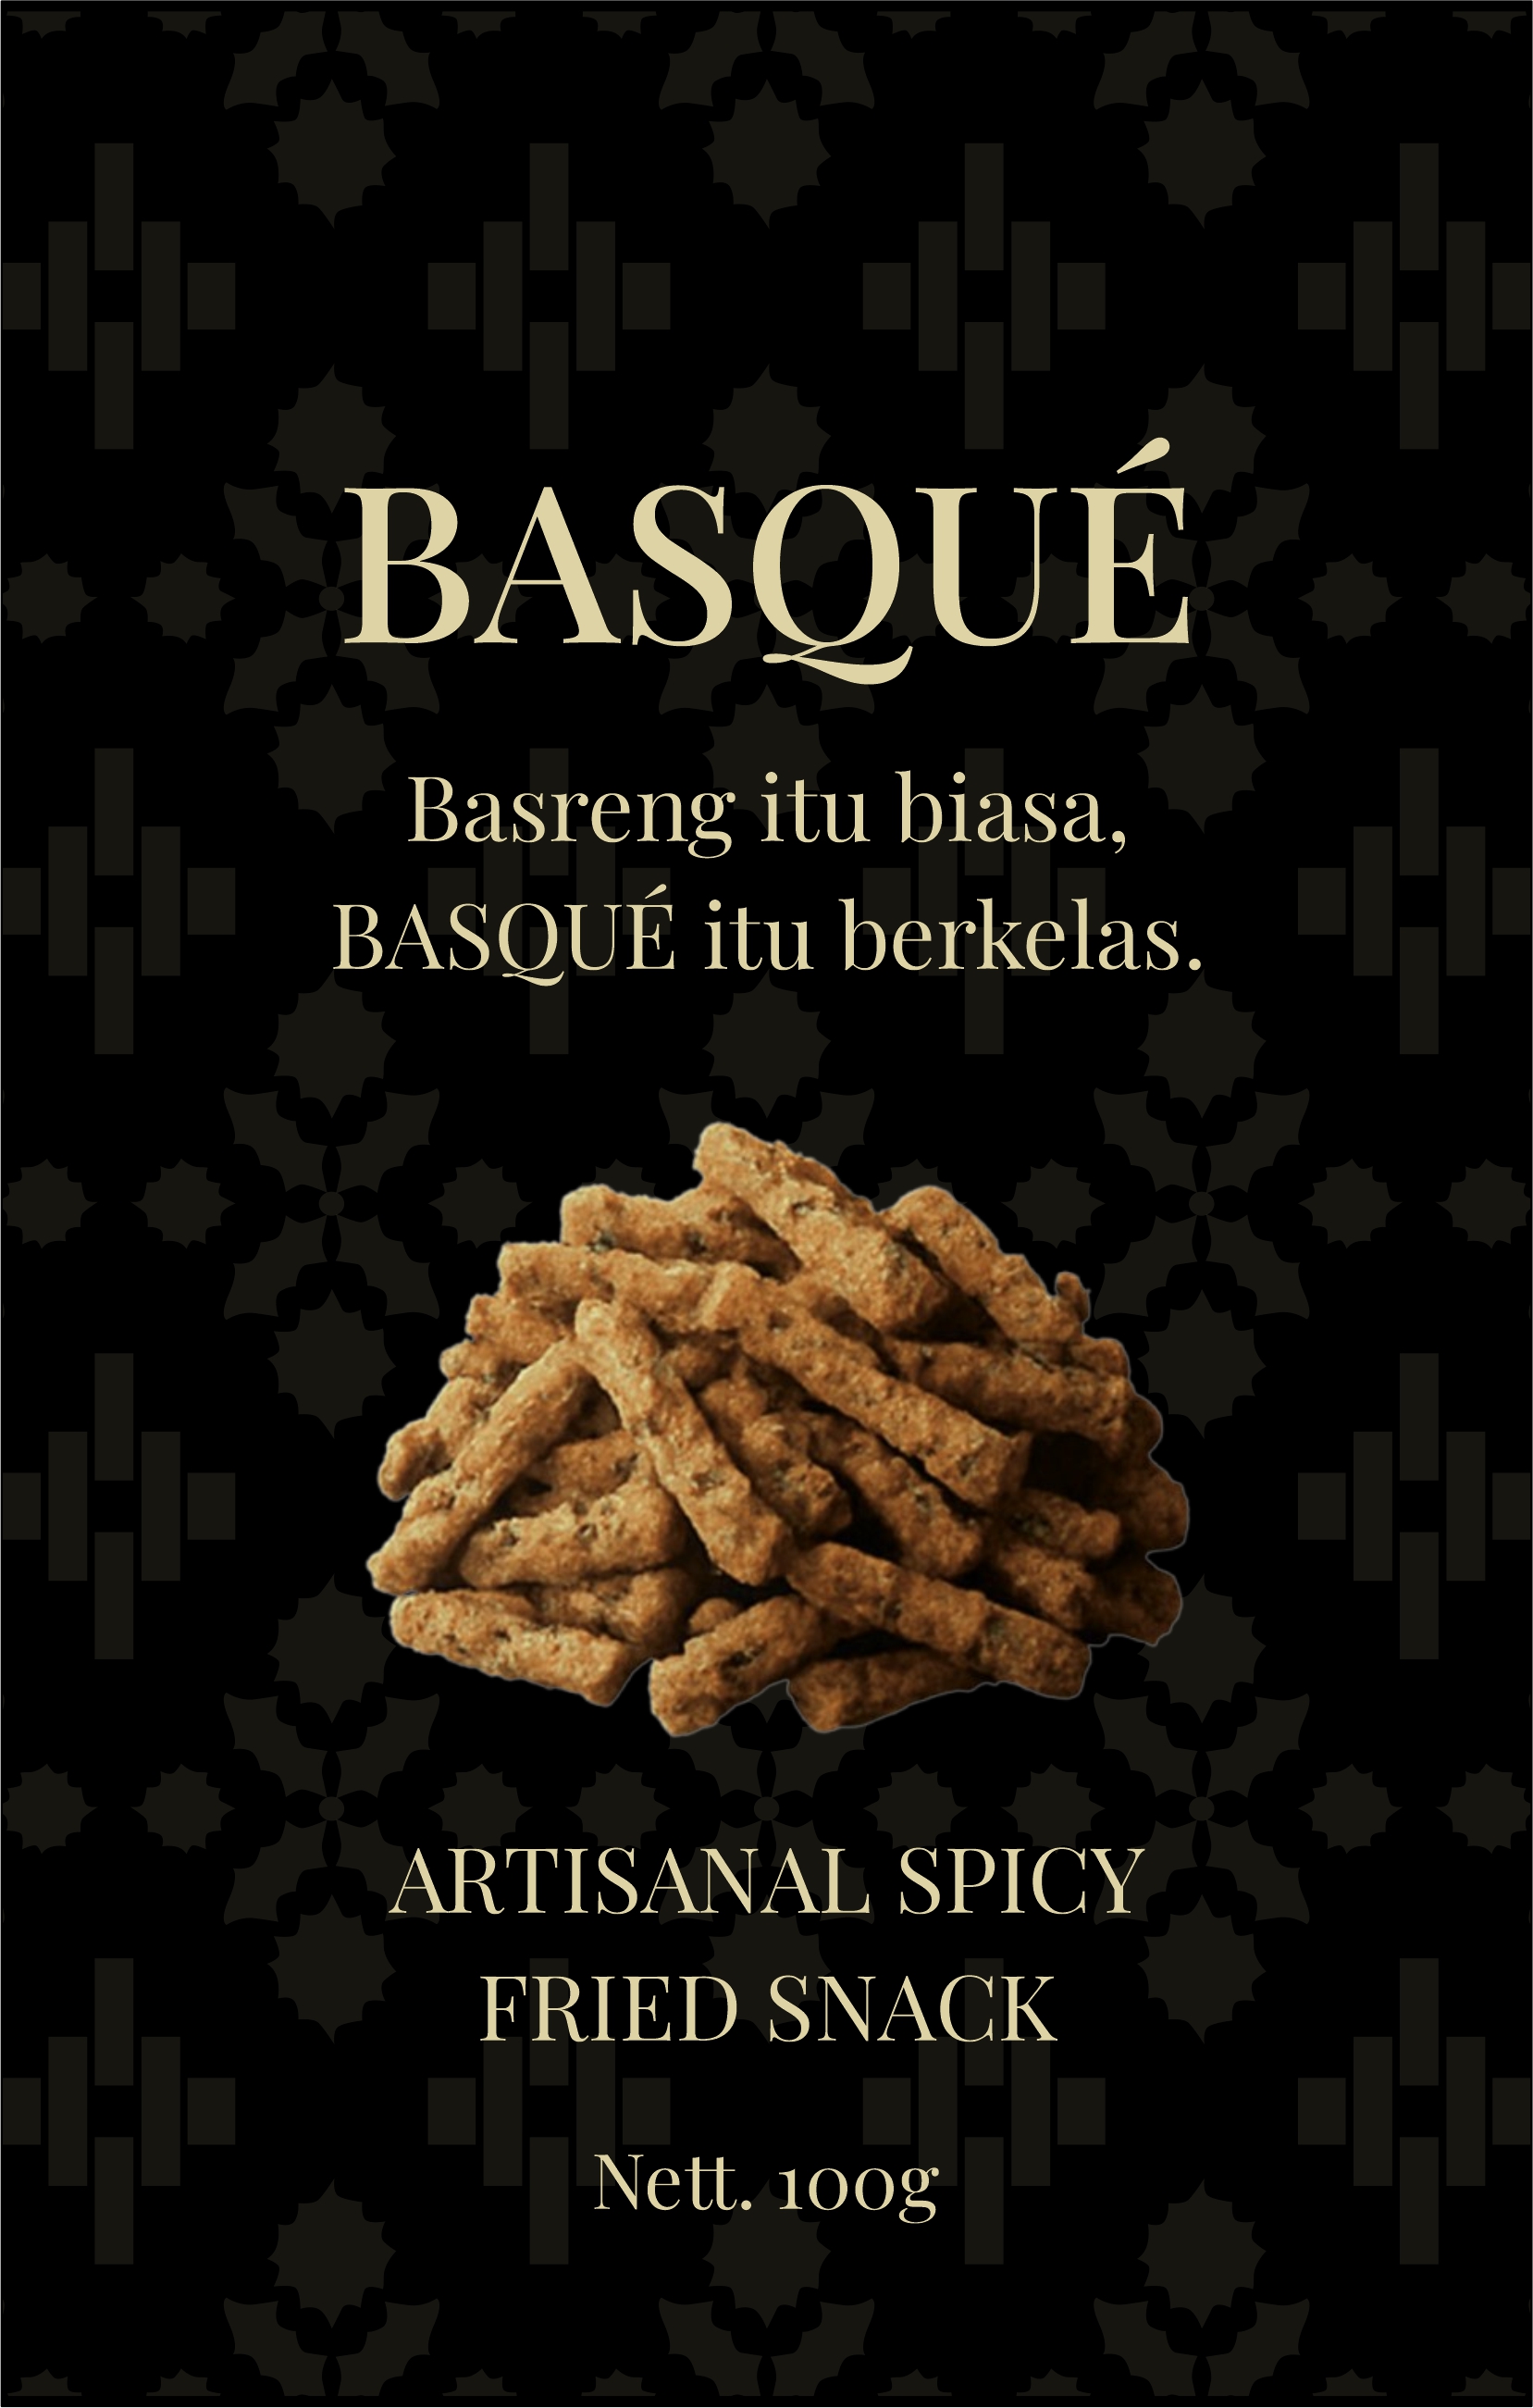 BASQUÉ
Basreng itu biasa,
BASQUÉ itu berkelas.
ARTISANAL SPICY
FRIED SNACK
Nett. 100g